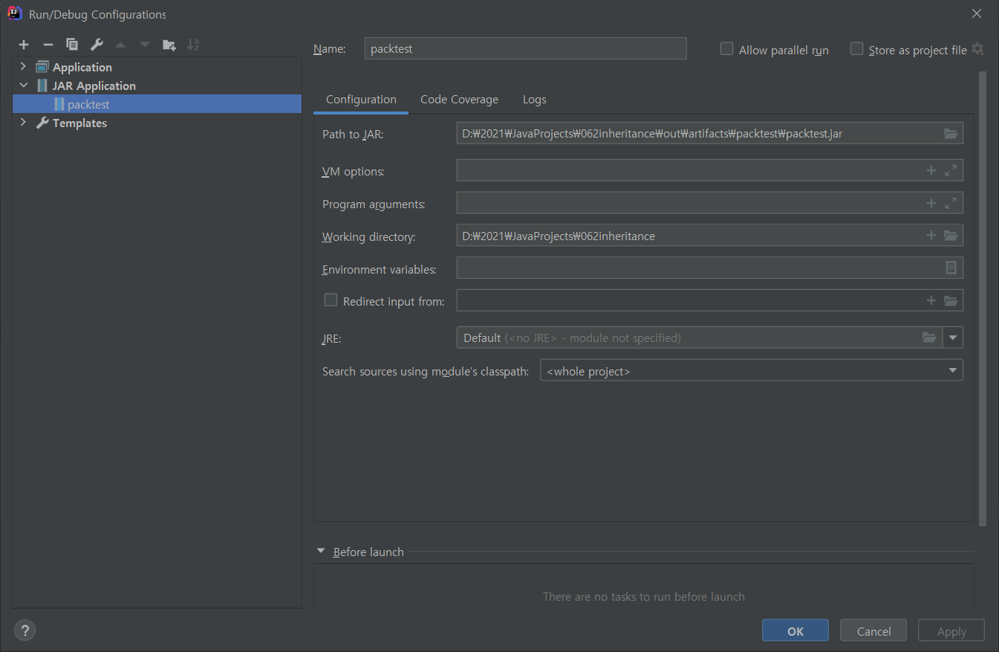 Run/Debug Configurations
Name: packtest Allow parallel run Store as project file
Application
JAR Application
packtest
Templates
Configuration Code Coverage Logs
Path to JAR: D:₩2021₩JavaProjects₩062inheritance₩out₩artifacts₩packtest₩packtest.jar
VM options:
Program arguments:
Working directory: D:₩2021₩JavaProjects₩062inheritance
Environment variables:
Redirect input from:
JRE: Default (<no JRE> - module not specified)
Search sources using module's classpath: <whole project>
Before launch
There are no tasks to run before launch
? OK Cancel Apply